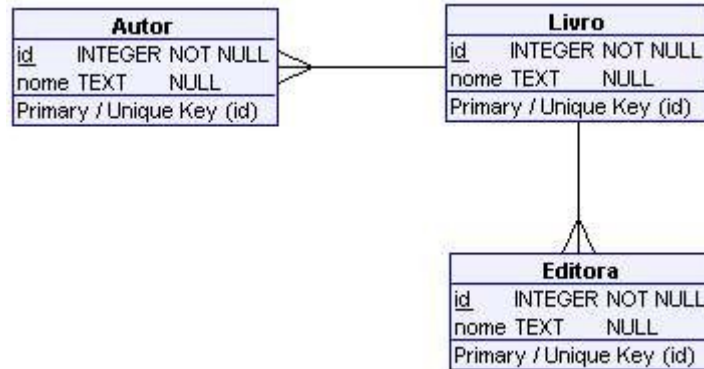 Autor
id INTEGER NOT NULL
nome TEXT NULL
Primary / Unique Key (id)
Livro
id INTEGER NOT NULL
nome TEXT NULL
Primary / Unique Key (id)
Editora
id INTEGER NOT NULL
nome TEXT NULL
Primary / Unique Key (id)